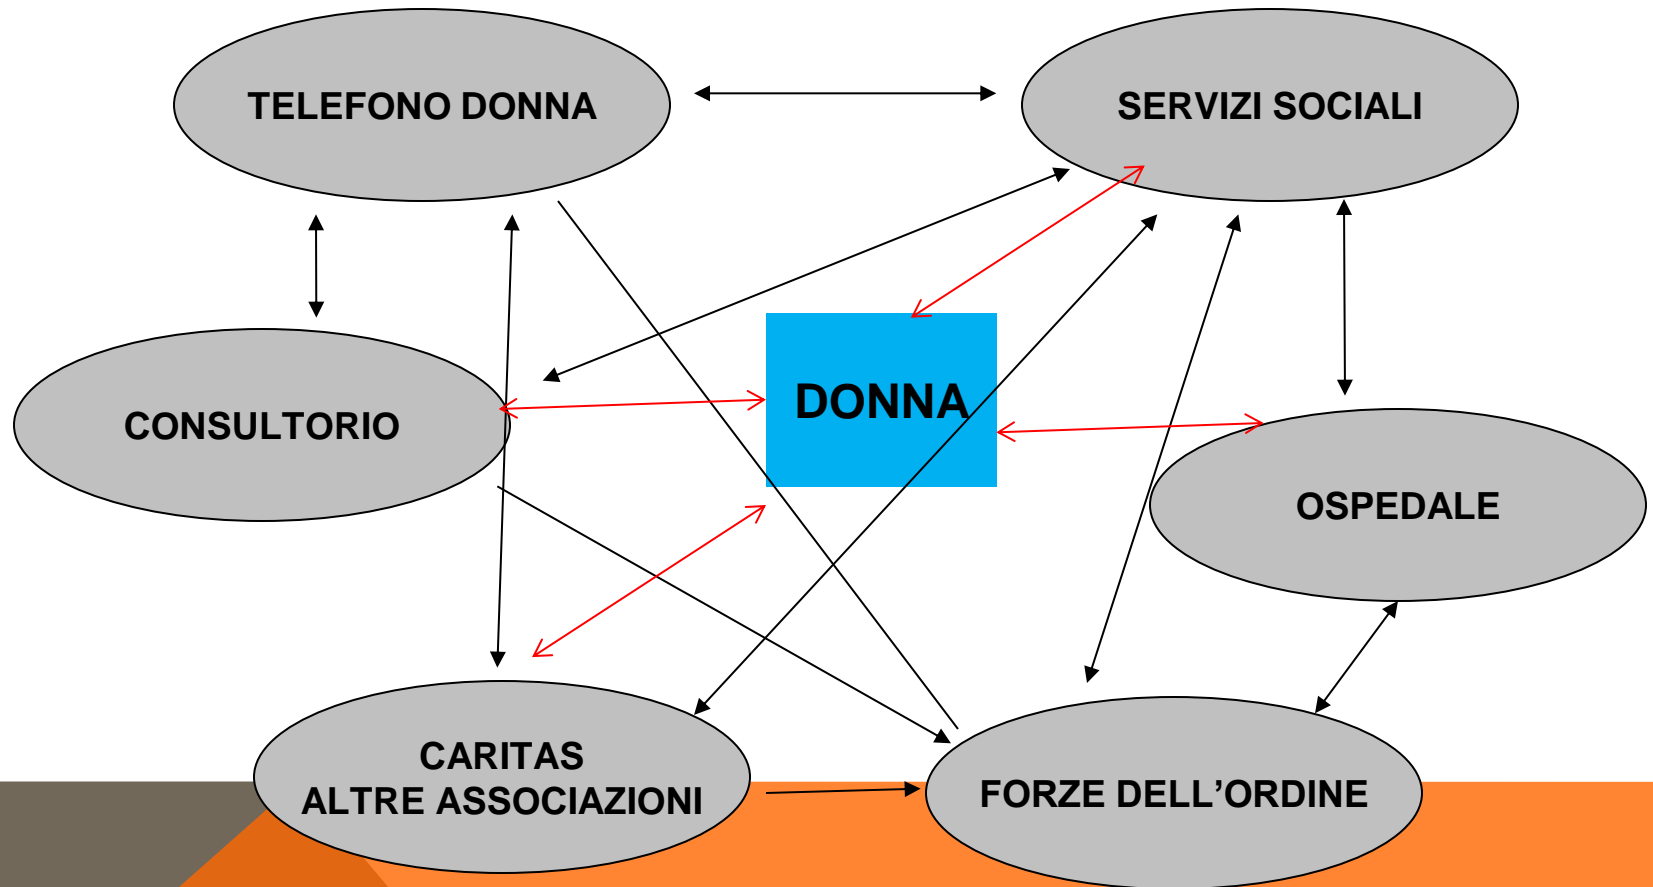 TELEFONO DONNA
SERVIZI SOCIALI
DONNA
CONSULTORIO
OSPEDALE
CARITAS
ALTRE ASSOCIAZIONI
FORZE DELL’ORDINE